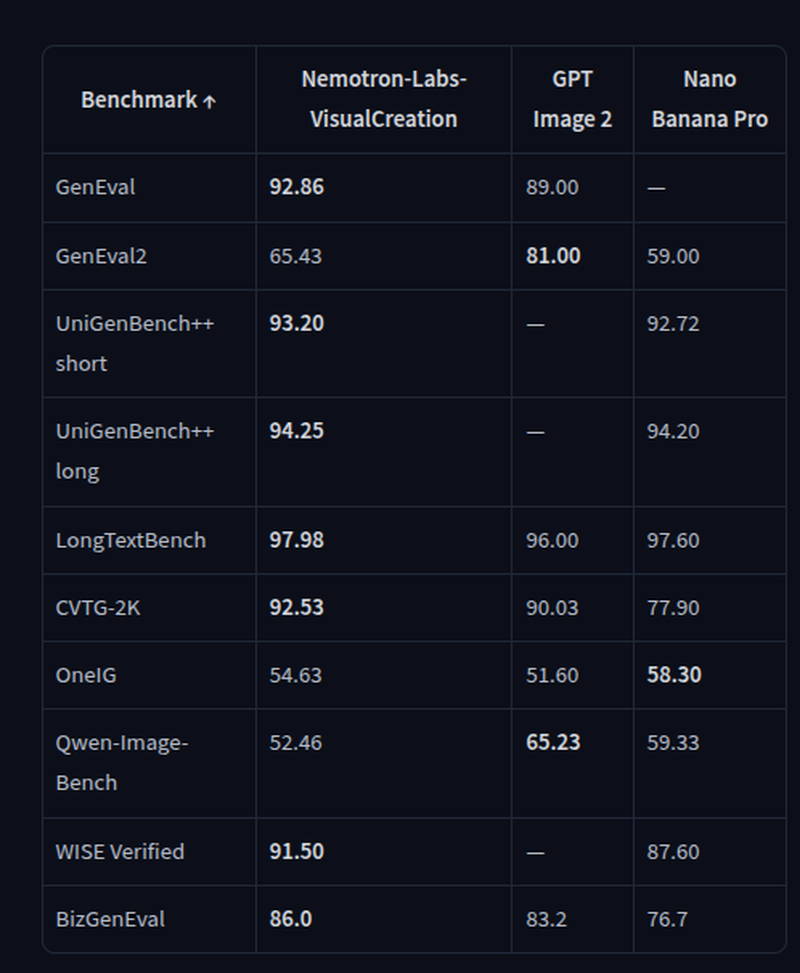 Benchmark ↑ Nemotron-Labs-VisualCreation GPT Image 2 Nano Banana Pro
GenEval 92.86 89.00 —
GenEval2 65.43 81.00 59.00
UniGenBench++ short 93.20 — 92.72
UniGenBench++ long 94.25 — 94.20
LongTextBench 97.98 96.00 97.60
CVTG-2K 92.53 90.03 77.90
OneIG 54.63 51.60 58.30
Qwen-Image-Bench 52.46 65.23 59.33
WISE Verified 91.50 — 87.60
BizGenEval 86.0 83.2 76.7